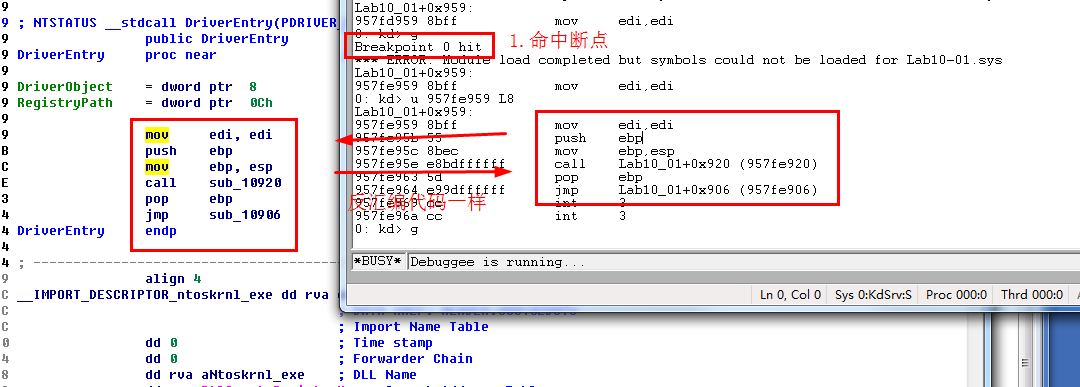 9
9 ; NTSTATUS __stdcall DriverEntry(PDRIVER_
9 public DriverEntry
9 DriverEntry proc near
9
9 DriverObject = dword ptr 8
9 RegistryPath = dword ptr 0Ch
9
9 mov edi, edi
B push ebp
C mov ebp, esp
E call sub_10920
3 pop ebp
4 jmp sub_10906
4 DriverEntry endp
4
4 ;
9 align 4
C __IMPORT_DESCRIPTOR_ntoskrnl_exe dd rva
C
C ; Import Name Table
0 dd 0 ; Time stamp
4 dd 0 ; Forwarder Chain
8 dd rva aNtoskrnl_exe ; DLL Name
Lab10_01+0x959:
957fd959 8bff mov edi,edi
0: kd> g
Breakpoint 0 hit
1. 命中断点
*** ERROR: Module load completed but symbols could not be loaded for Lab10-01.sys
Lab10_01+0x959:
957fe959 8bff mov edi,edi
0: kd> u 957fe959 L8
Lab10_01+0x959:
957fe959 8bff mov edi,edi
957fe95b 55 push ebp
957fe95c 8bec mov ebp,esp
957fe95e e8bdffffff call Lab10_01+0x920 (957fe920)
957fe963 5d pop ebp
957fe964 e99dffffff jmp Lab10_01+0x906 (957fe906)
反汇编代码一样
957fe969 cc int 3
957fe96a cc int 3
0: kd> g
*BUSY* Debuggee is running...
Ln 0, Col 0 Sys 0:KdSrv:S Proc 000:0 Thrd 000:0